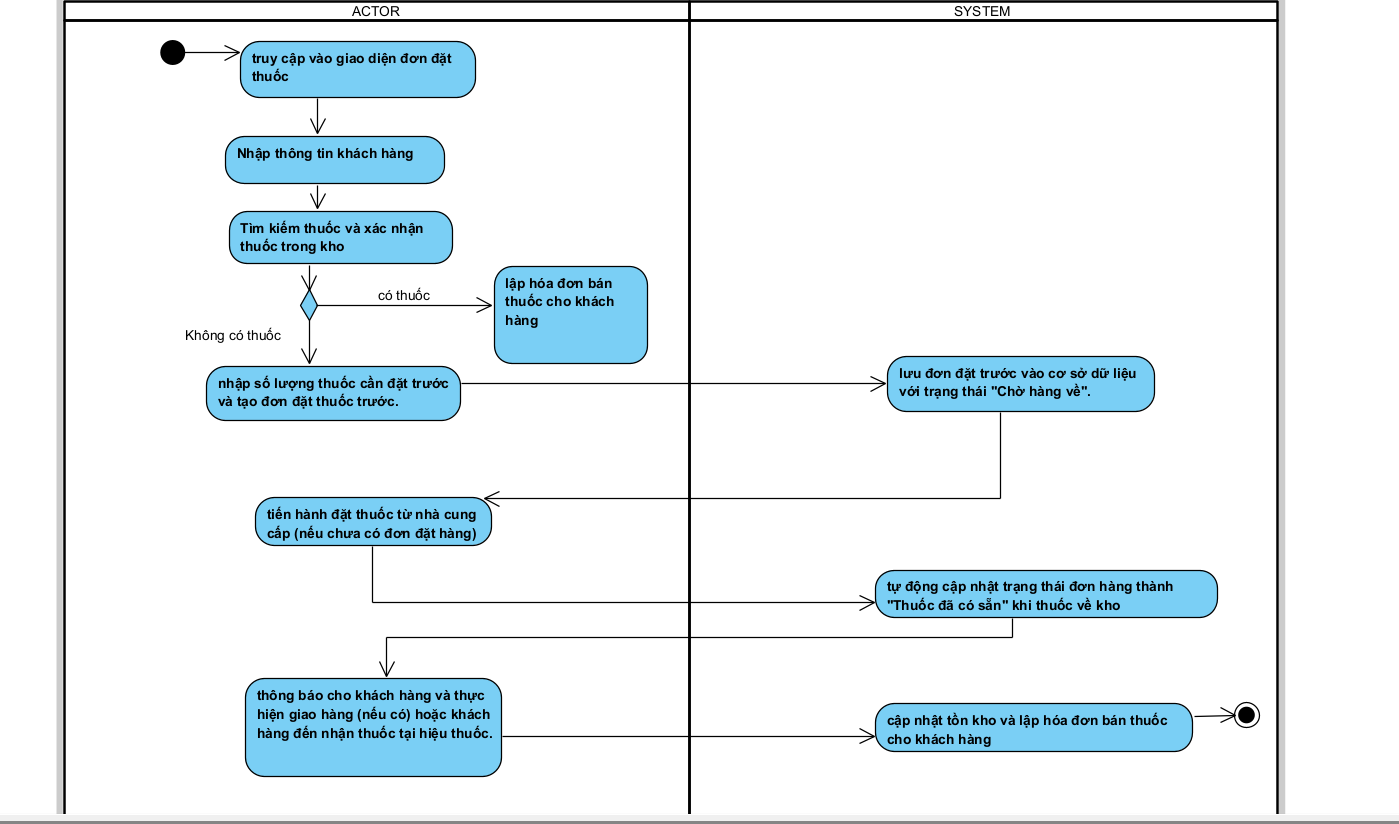 ACTOR
SYSTEM
truy cập vào giao diện đơn đặt
thuốc
Nhập thông tin khách hàng
Tìm kiếm thuốc và xác nhận
thuốc trong kho
có thuốc
lập hóa đơn bán
thuốc cho khách
hàng
Không có thuốc
nhập số lượng thuốc cần đặt trước
và tạo đơn đặt thuốc trước.
lưu đơn đặt trước vào cơ sở dữ liệu
với trạng thái "Chờ hàng về".
tiến hành đặt thuốc từ nhà cung
cấp (nếu chưa có đơn đặt hàng)
tự động cập nhật trạng thái đơn hàng thành
"Thuốc đã có sẵn" khi thuốc về kho
thông báo cho khách hàng và thực
hiện giao hàng (nếu có) hoặc khách
hàng đến nhận thuốc tại hiệu thuốc.
cập nhật tồn kho và lập hóa đơn bán thuốc
cho khách hàng